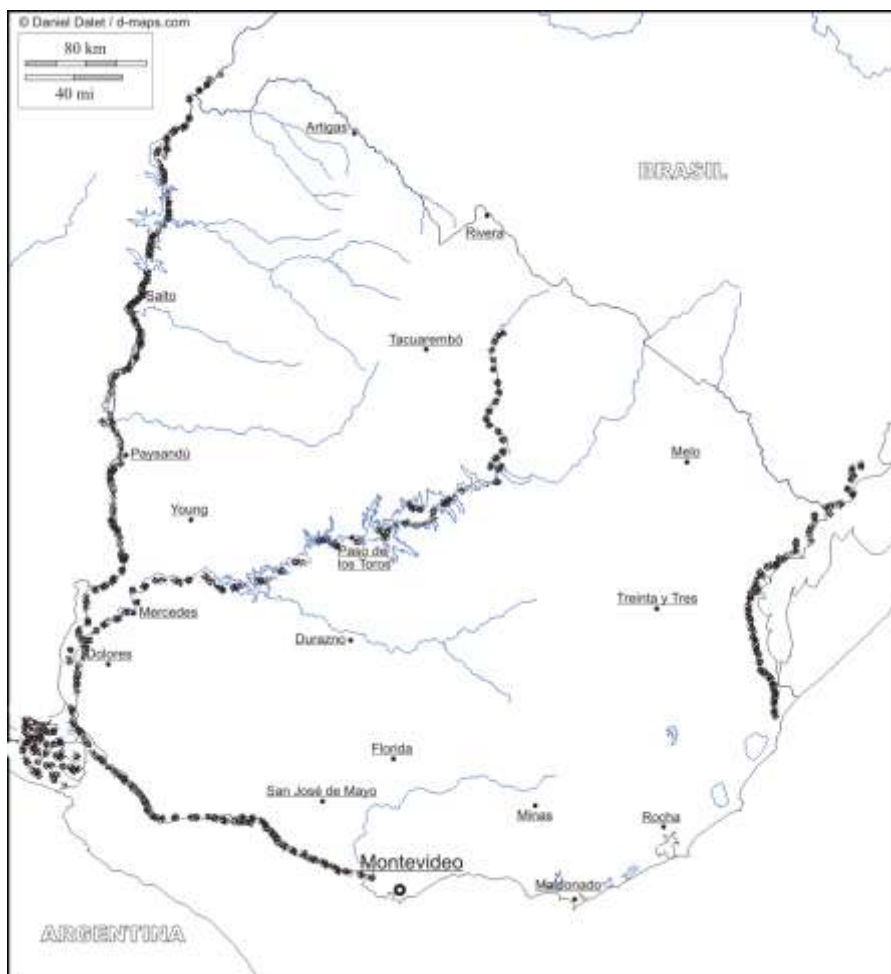 © Daniel Dalet / d-maps.com
80 km
40 mi
Artigas
BRASIL
Rivera
Salto
Tacuarembó
Paysandú
Melo
Young
Paso de
los Toros
Mercedes
Treinta y Tres
Durazno
Dolores
Florida
San José de Mayo
Minas
Rocha
Montevideo
Maldonado
ARGENTINA